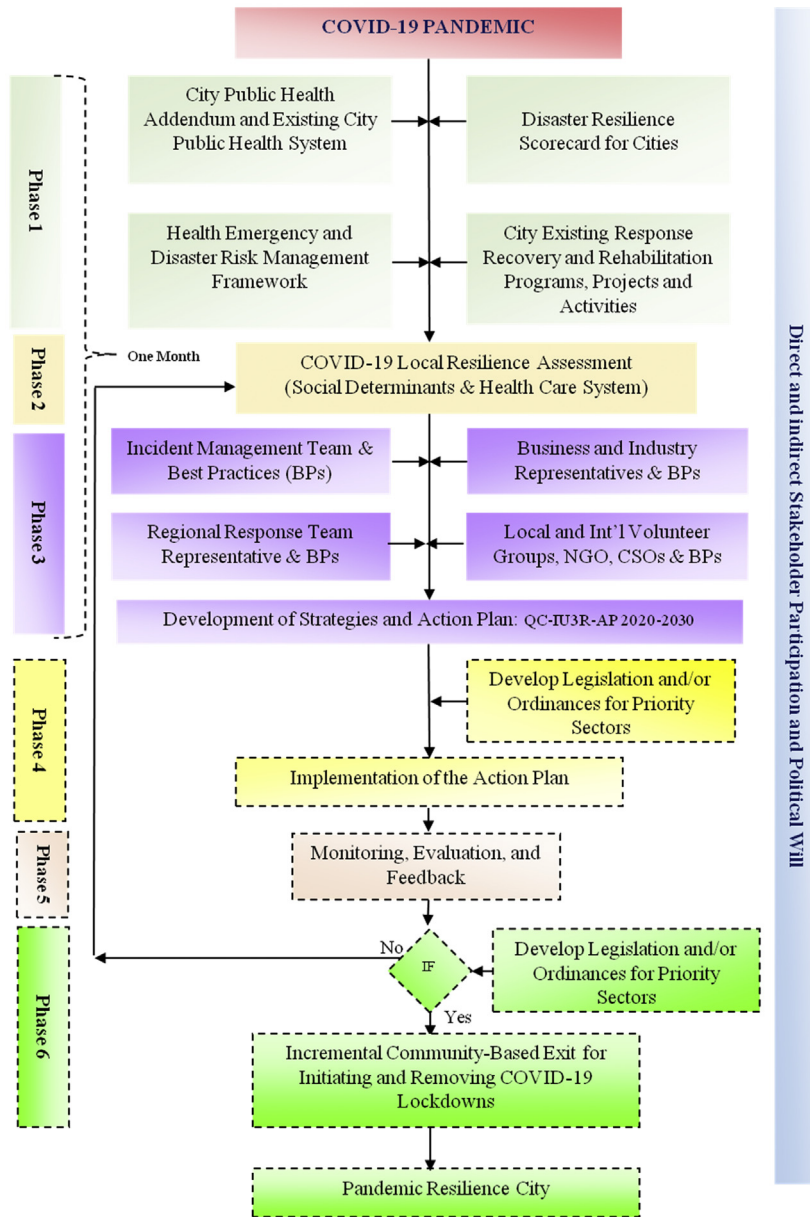 COVID-19 PANDEMIC
City Public Health
Addendum and Existing City
Public Health System
Disaster Resilience
Scorecard for Cities
Phase 1
Health Emergency and
Disaster Risk Management
Framework
City Existing Response
Recovery and Rehabilitation
Programs, Projects and
Activities
One Month
Phase 2
COVID-19 Local Resilience Assessment
(Social Determinants & Health Care System)
Phase 3
Incident Management Team &
Best Practices (BPs)
Business and Industry
Representatives & BPs
Regional Response Team
Representative & BPs
Local and Int'l Volunteer
Groups, NGO, CSOs & BPs
Development of Strategies and Action Plan: QC-IU3R-AP 2020-2030
Phase 4
Develop Legislation and/or
Ordinances for Priority
Sectors
Implementation of the Action Plan
Phase 5
Monitoring, Evaluation, and
Feedback
Phase 6
No
IF
Develop Legislation and/or
Ordinances for Priority
Sectors
Yes
Incremental Community-Based Exit for
Initiating and Removing COVID-19
Lockdowns
Pandemic Resilience City
Direct and indirect Stakeholder Participation and Political Will